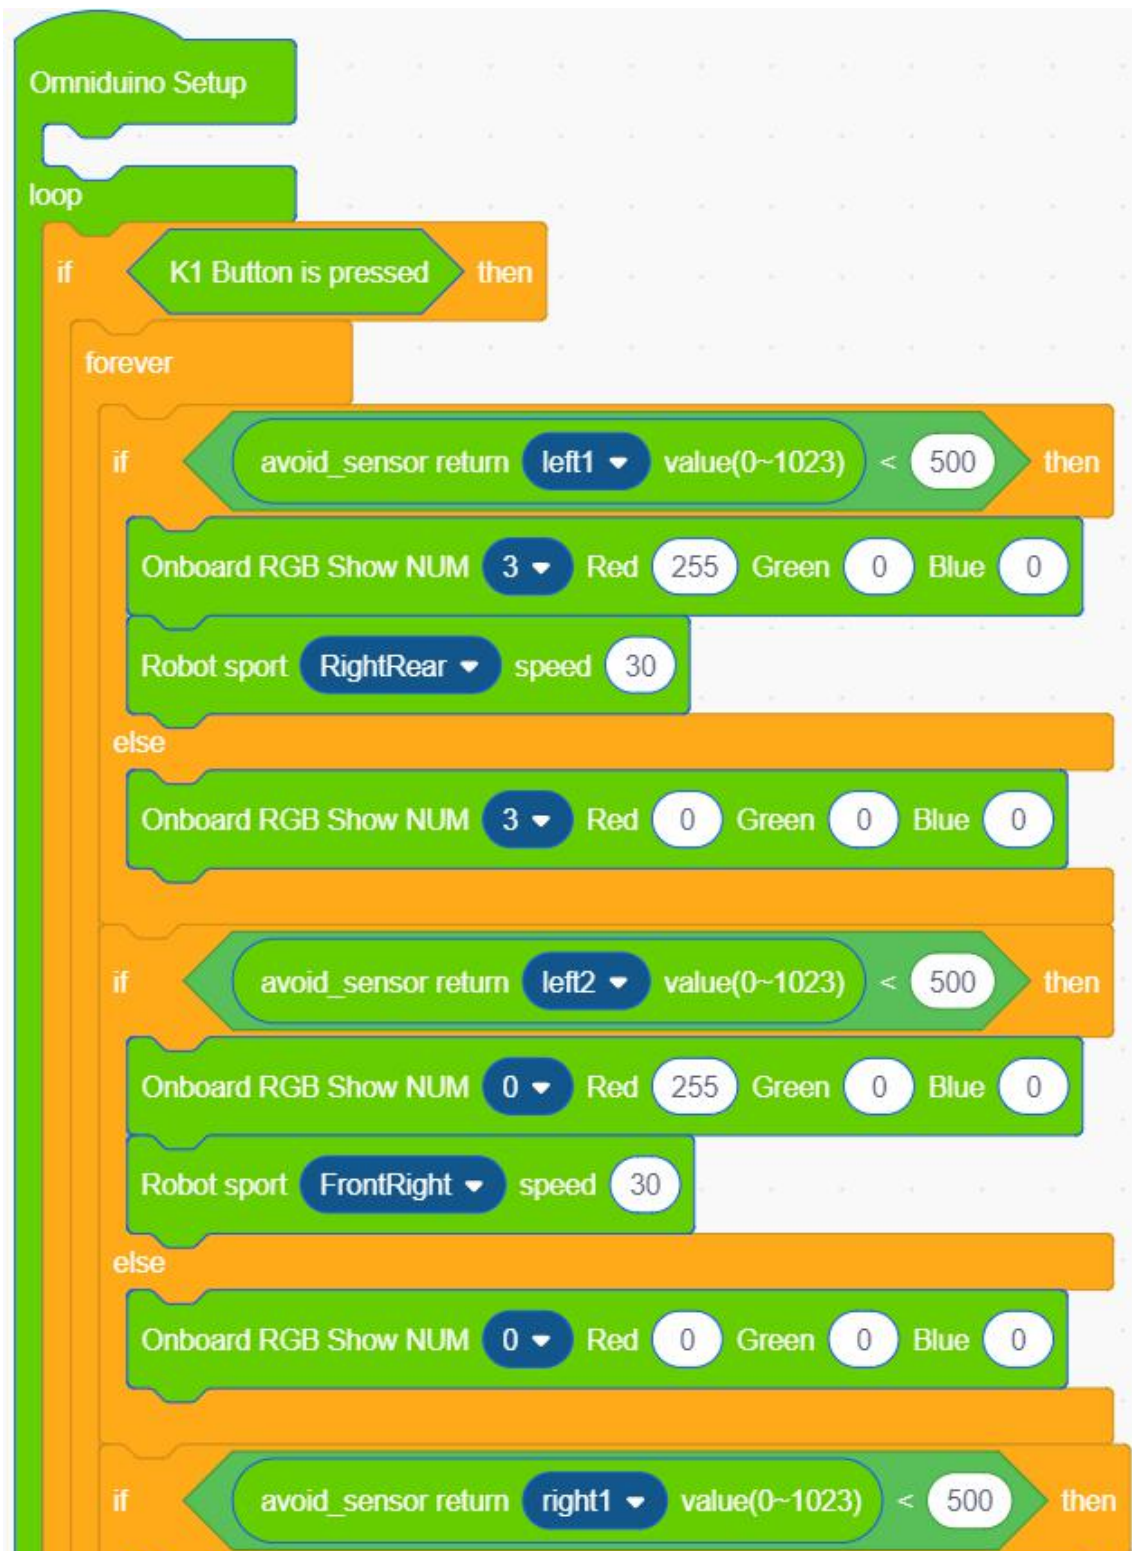 Omniduino Setup
loop
if K1 Button is pressed then
forever
if avoid_sensor return left1 value(0~1023) < 500 then
Onboard RGB Show NUM 3 Red 255 Green 0 Blue 0
Robot sport RightRear speed 30
else
Onboard RGB Show NUM 3 Red 0 Green 0 Blue 0
if avoid_sensor return left2 value(0~1023) < 500 then
Onboard RGB Show NUM 0 Red 255 Green 0 Blue 0
Robot sport FrontRight speed 30
else
Onboard RGB Show NUM 0 Red 0 Green 0 Blue 0
if avoid_sensor return right1 value(0~1023) < 500 then